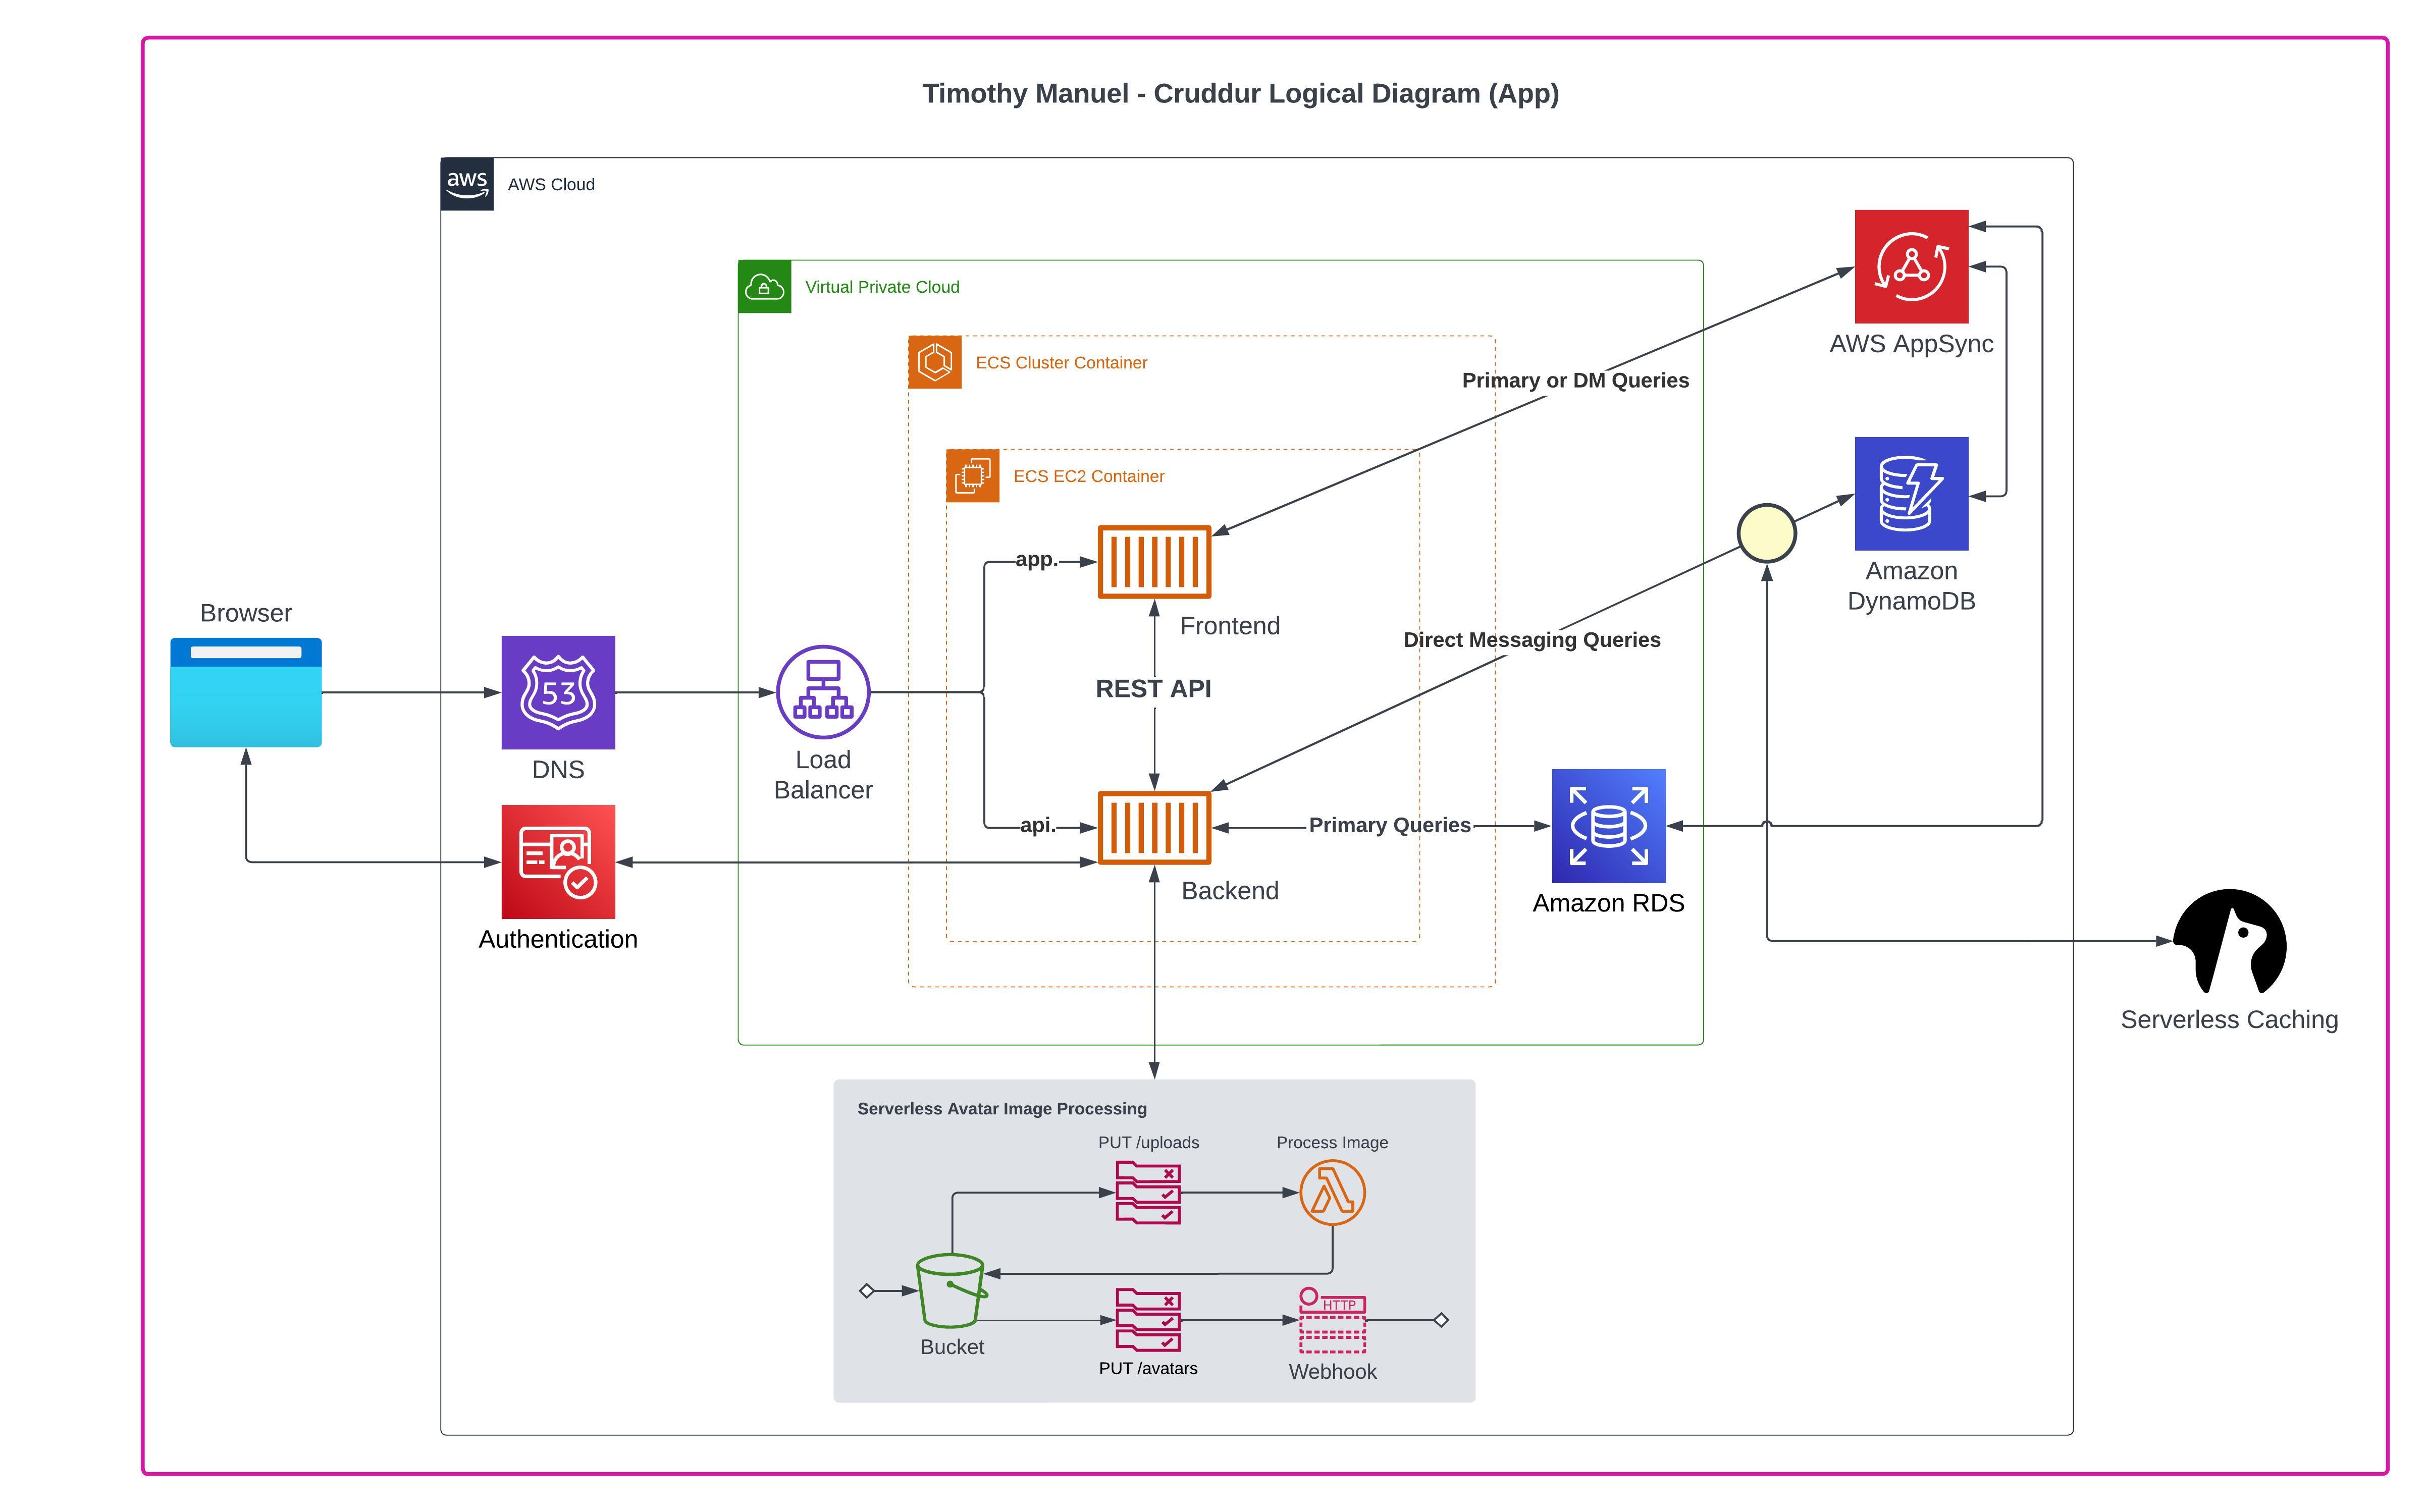 Timothy Manuel - Cruddur Logical Diagram (App)
aws
AWS Cloud
Virtual Private Cloud
ECS Cluster Container
ECS EC2 Container
AWS AppSync
Primary or DM Queries
Amazon
DynamoDB
app.
Frontend
Browser
Direct Messaging Queries
53
DNS
Load
Balancer
REST API
api.
Primary Queries
Backend
Amazon RDS
Authentication
Serverless Caching
Serverless Avatar Image Processing
PUT /uploads
Process Image
Bucket
PUT /avatars
HTTP
Webhook